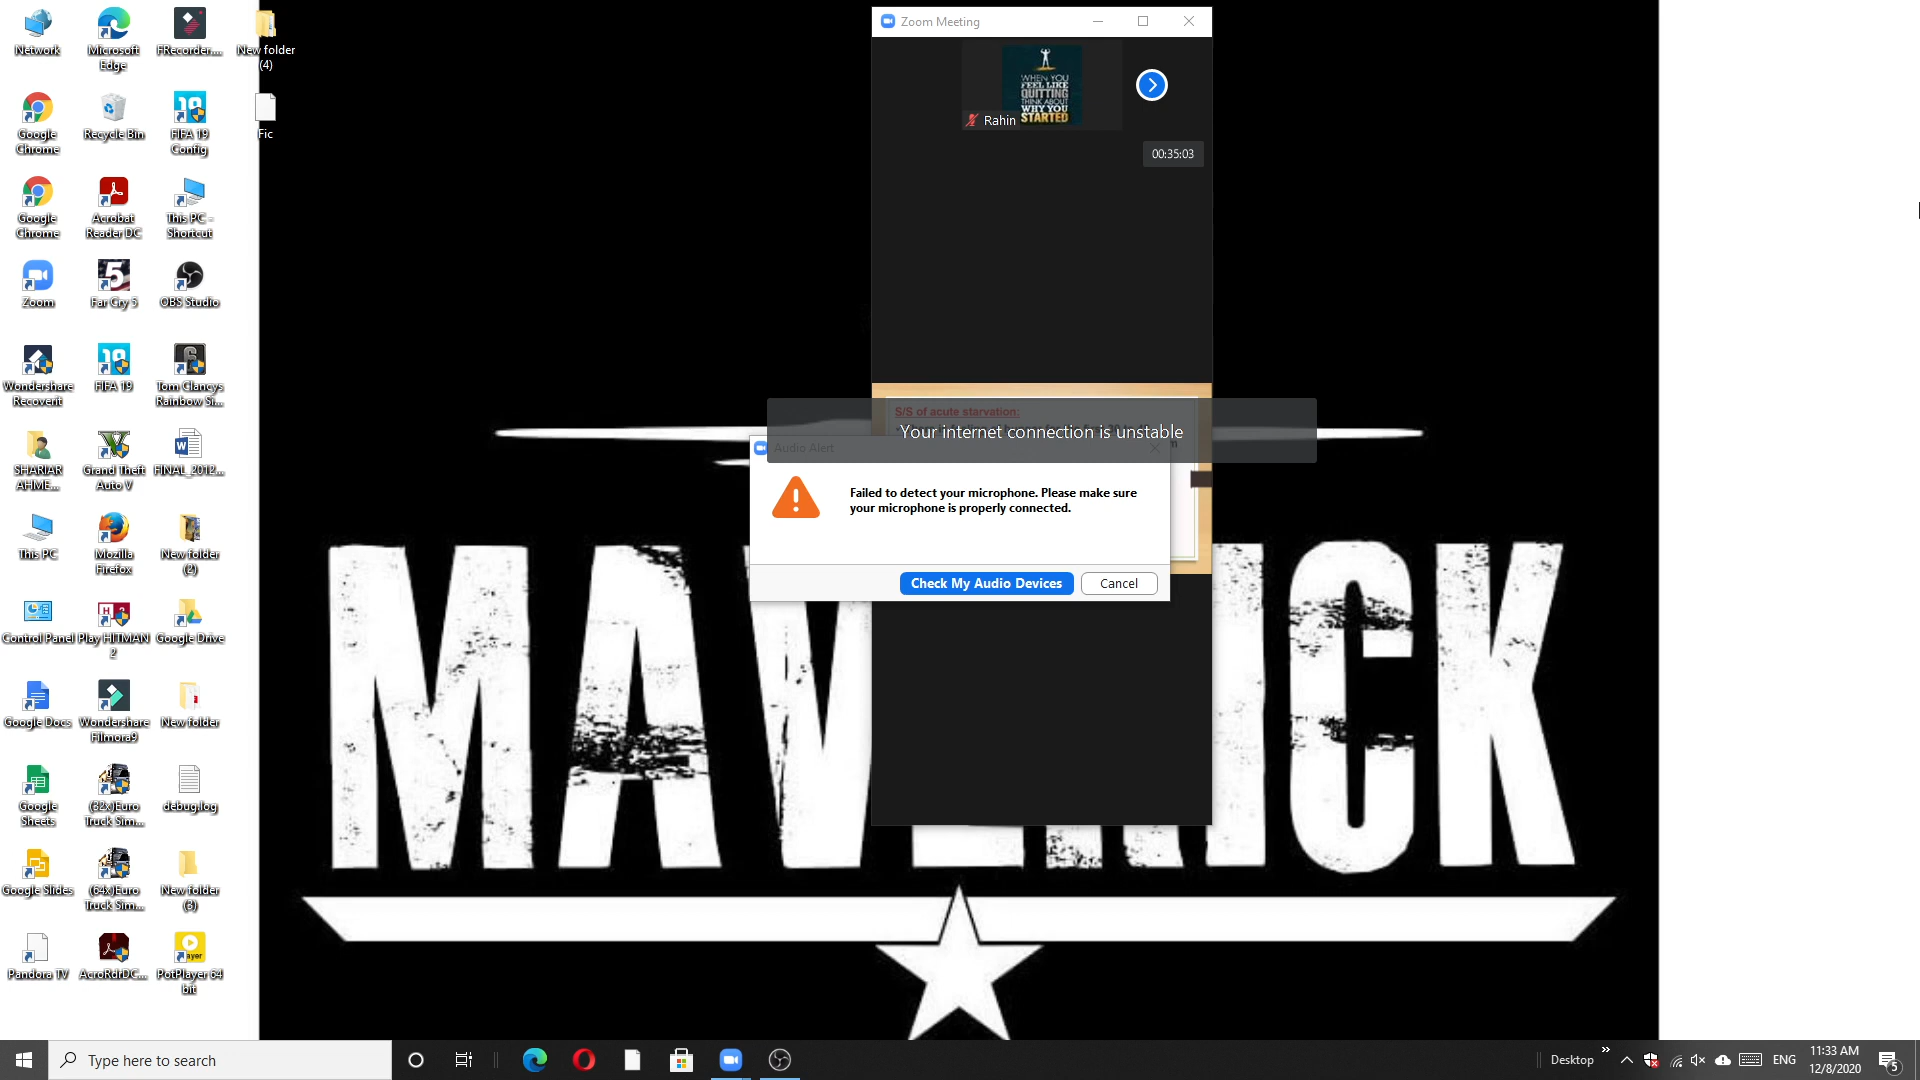 Network
Microsoft
Edge
FRecorder....
New folder
(4)
Google
Chrome
Recycle Bin
FIFA 19
Config
Fic
Google
Chrome
Acrobat
Reader DC
This PC -
Shortcut
Zoom
Far Cry 5
OBS Studio
Wondershare
Recoverit
FIFA 19
Tom Clancys
Rainbow Si...
SHARIAR
AHME...
Grand Theft
Auto V
FINAL_2012...
This PC
Mozilla
Firefox
New folder
(2)
Control Panel
Play HITMAN
2
Google Drive
Google Docs
Wondershare
Filmora9
New folder
Google
Sheets
(32x)Euro
Truck Sim...
debug.log
Google Slides
(64x)Euro
Truck Sim...
New folder
(3)
Pandora TV
AcroRdrDC...
PotPlayer 64
bit
Zoom Meeting
WHEN YOU
FEEL LIKE
QUITTING
THINK ABOUT
WHY YOU
STARTED
Rahin
00:35:03
S/S of acute starvation:
Your internet connection is unstable
Audio Alert
Failed to detect your microphone. Please make sure
your microphone is properly connected.
Check My Audio Devices
Cancel
MAVERICK
Type here to search
Desktop
ENG
11:33 AM
12/8/2020
5